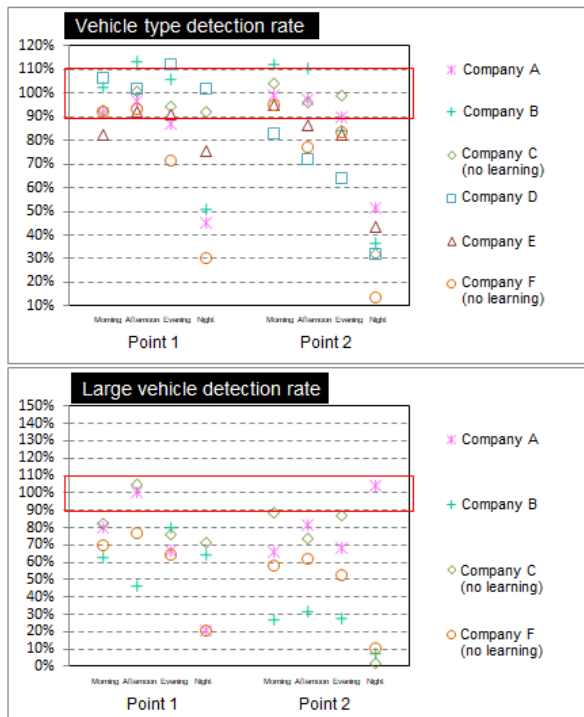 Vehicle type detection rate
120%
110%
100%
90%
80%
70%
60%
50%
40%
30%
20%
10%
Morning Afternoon Evening Night Morning Afternoon Evening Night
Point 1 Point 2
Company A
Company B
Company C
(no learning)
Company D
Company E
Company F
(no learning)
Large vehicle detection rate
150%
140%
130%
120%
110%
100%
90%
80%
70%
60%
50%
40%
30%
20%
10%
0%
Morning Afternoon Evening Night Morning Afternoon Evening Night
Point 1 Point 2
Company A
Company B
Company C
(no learning)
Company F
(no learning)